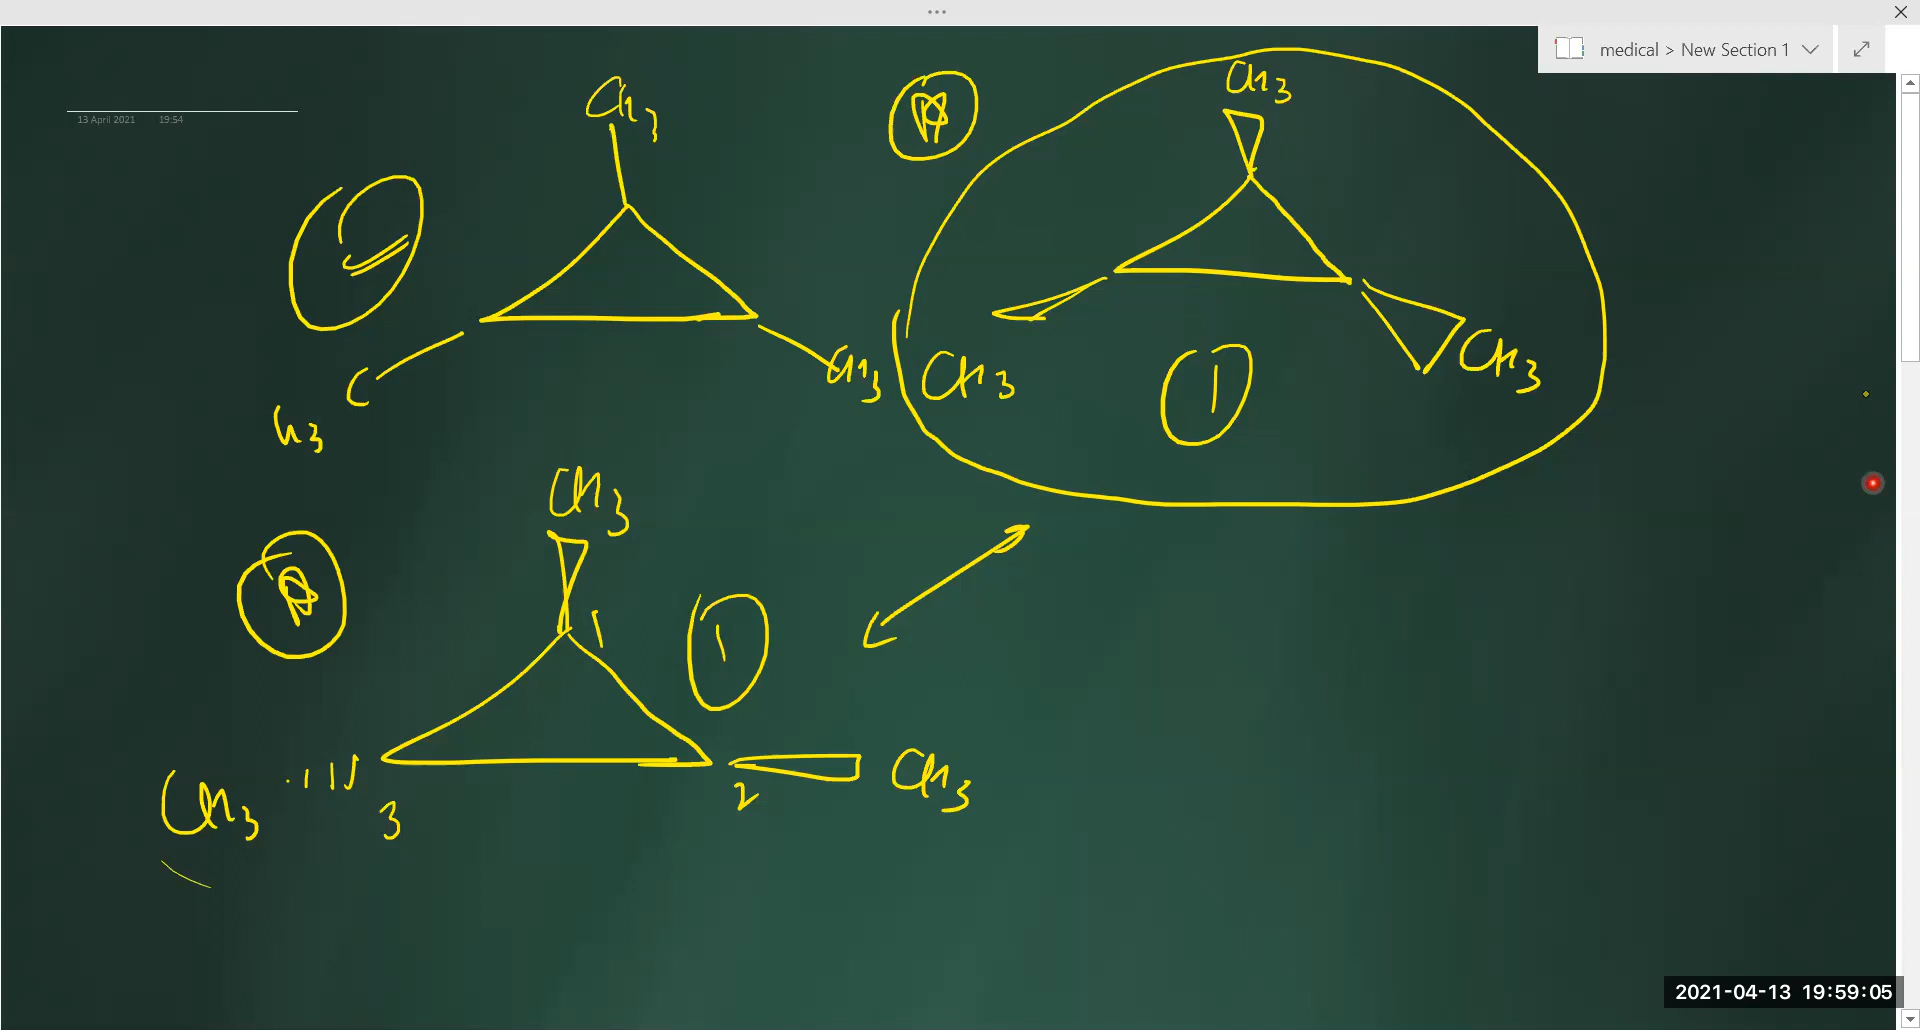 medical > New Section 1
13 April 2021 19:54
CH3
CH3
CH3
C
H3
CH3
CH3
1
CH3
CH3
1
1
CH3
CH3
3
2
2021-04-13 19:59:05